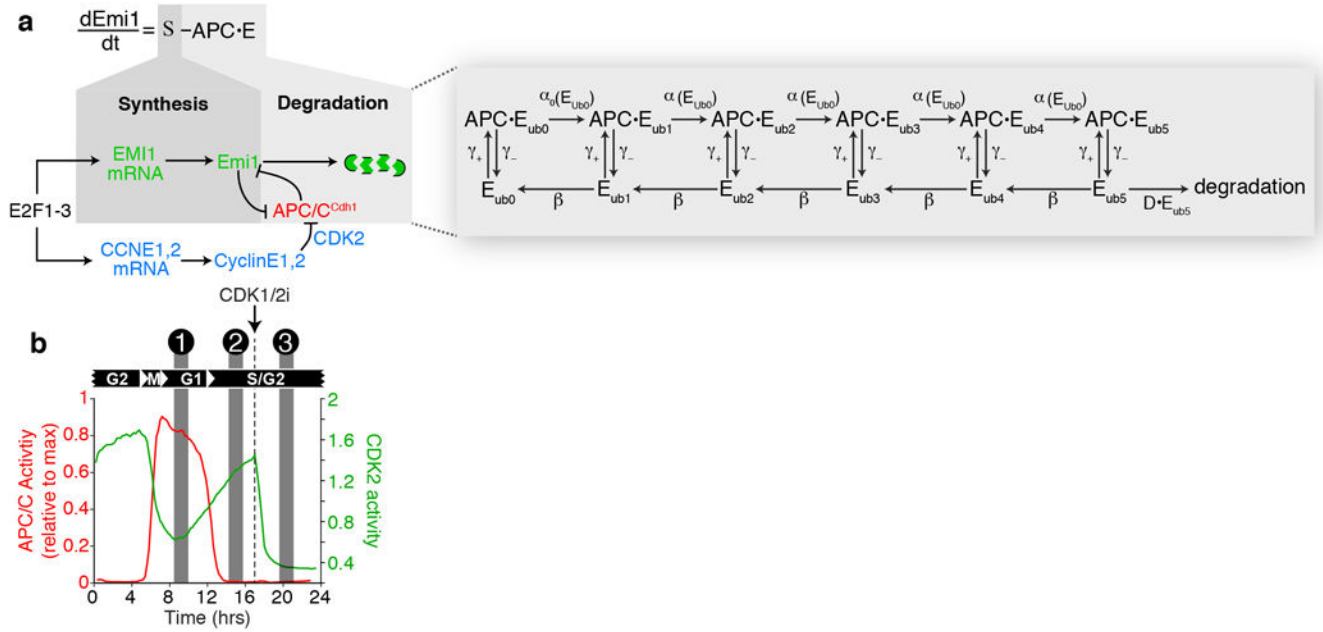 a
dEmi1
dt
= S –APC•E
Synthesis Degradation
EMI1
mRNA
Emi1
E2F1-3
APC/C^Cdh1
CDK2
CCNE1,2
mRNA
CyclinE1,2
α₀(E_Ub0) α(E_Ub0) α(E_Ub0) α(E_Ub0) α(E_Ub0)
APC•E_ub0 APC•E_ub1 APC•E_ub2 APC•E_ub3 APC•E_ub4 APC•E_ub5
γ₊ γ₋ γ₊ γ₋ γ₊ γ₋ γ₊ γ₋ γ₊ γ₋ γ₊ γ₋
E_ub0 E_ub1 E_ub2 E_ub3 E_ub4 E_ub5 degradation
β β β β β D•E_ub5
CDK1/2i
b
1 2 3
G2 M G1 S/G2
APC/C Activtiy
(relative to max)
1
0.8
0.6
0.4
0.2
0
2
1.6
1.2
0.8
0.4
CDK2 activity
0 4 8 12 16 20 24
Time (hrs)